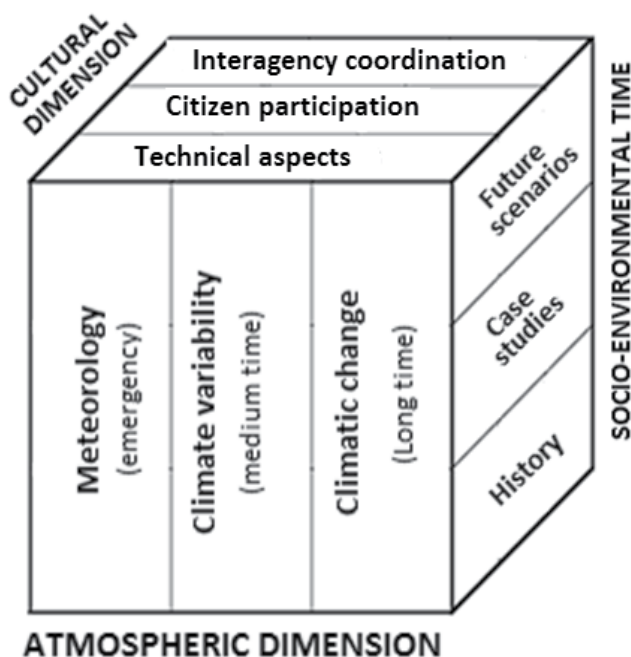 CULTURAL
DIMENSION
Interagency coordination
Citizen participation
Technical aspects
Meteorology
(emergency)
Climate variability
(medium time)
Climatic change
(Long time)
Future
scenarios
Case
studies
History
SOCIO-ENVIRONMENTAL TIME
ATMOSPHERIC DIMENSION